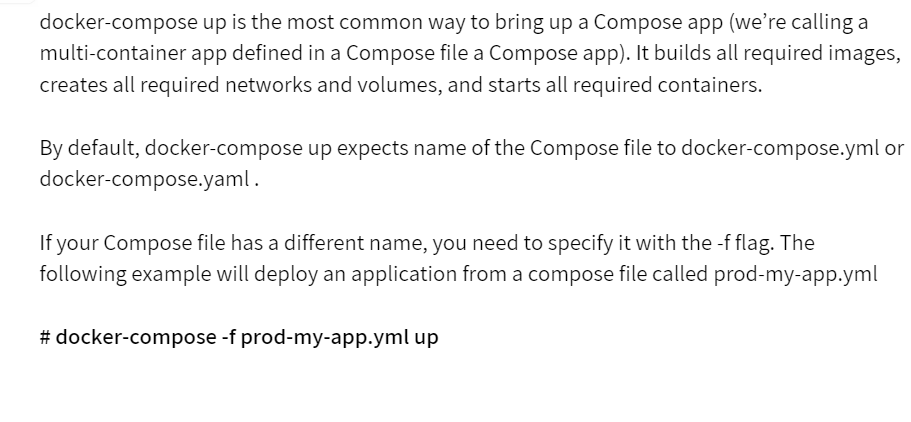 docker-compose up is the most common way to bring up a Compose app (we’re calling a
multi-container app defined in a Compose file a Compose app). It builds all required images,
creates all required networks and volumes, and starts all required containers.
By default, docker-compose up expects name of the Compose file to docker-compose.yml or
docker-compose.yaml .
If your Compose file has a different name, you need to specify it with the -f flag. The
following example will deploy an application from a compose file called prod-my-app.yml
# docker-compose -f prod-my-app.yml up